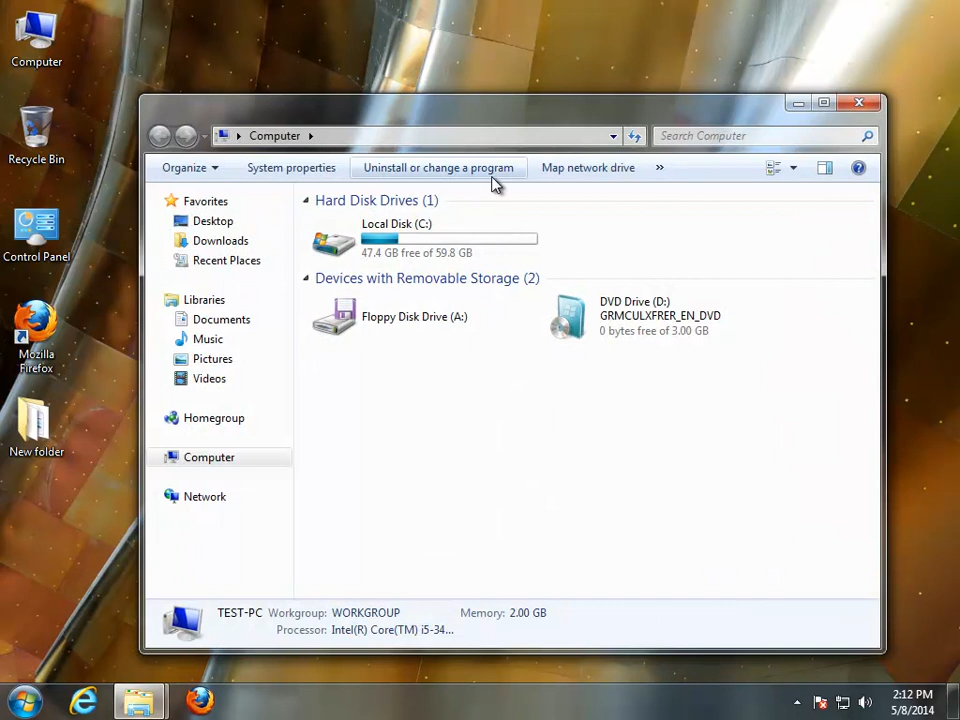 Computer
Recycle Bin
Control Panel
Mozilla
Firefox
New folder
Computer
Search Computer
Organize
System properties
Uninstall or change a program
Map network drive
»
Favorites
Desktop
Downloads
Recent Places
Libraries
Documents
Music
Pictures
Videos
Homegroup
Computer
Network
Hard Disk Drives (1)
Local Disk (C:)
47.4 GB free of 59.8 GB
Devices with Removable Storage (2)
Floppy Disk Drive (A:)
DVD Drive (D:)
GRMCULXFRER_EN_DVD
0 bytes free of 3.00 GB
TEST-PC Workgroup: WORKGROUP Memory: 2.00 GB
Processor: Intel(R) Core(TM) i5-34...
2:12 PM
5/8/2014